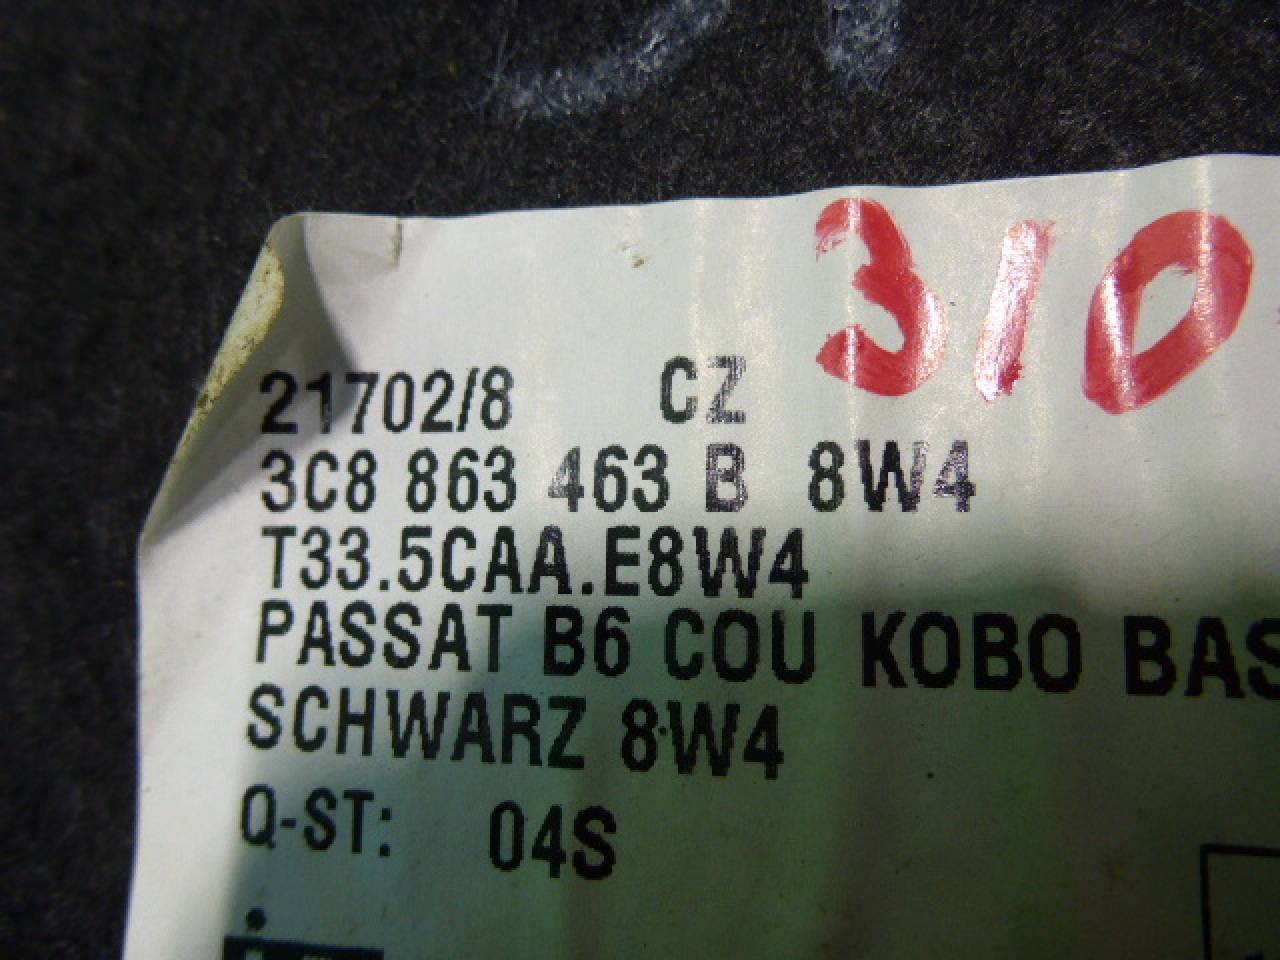 310
21702/8 CZ
3C8 863 463 B 8W4
T33.5CAA.E8W4
PASSAT B6 COU KOBO BAS
SCHWARZ 8W4
Q-ST: 04S